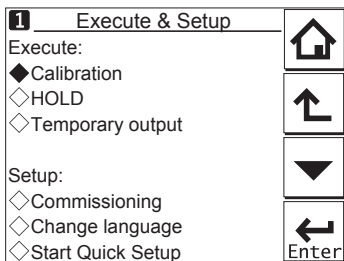 1 Execute & Setup
Execute:
◆Calibration
◇HOLD
◇Temporary output
Setup:
◇Commissioning
◇Change language
◇Start Quick Setup
Enter